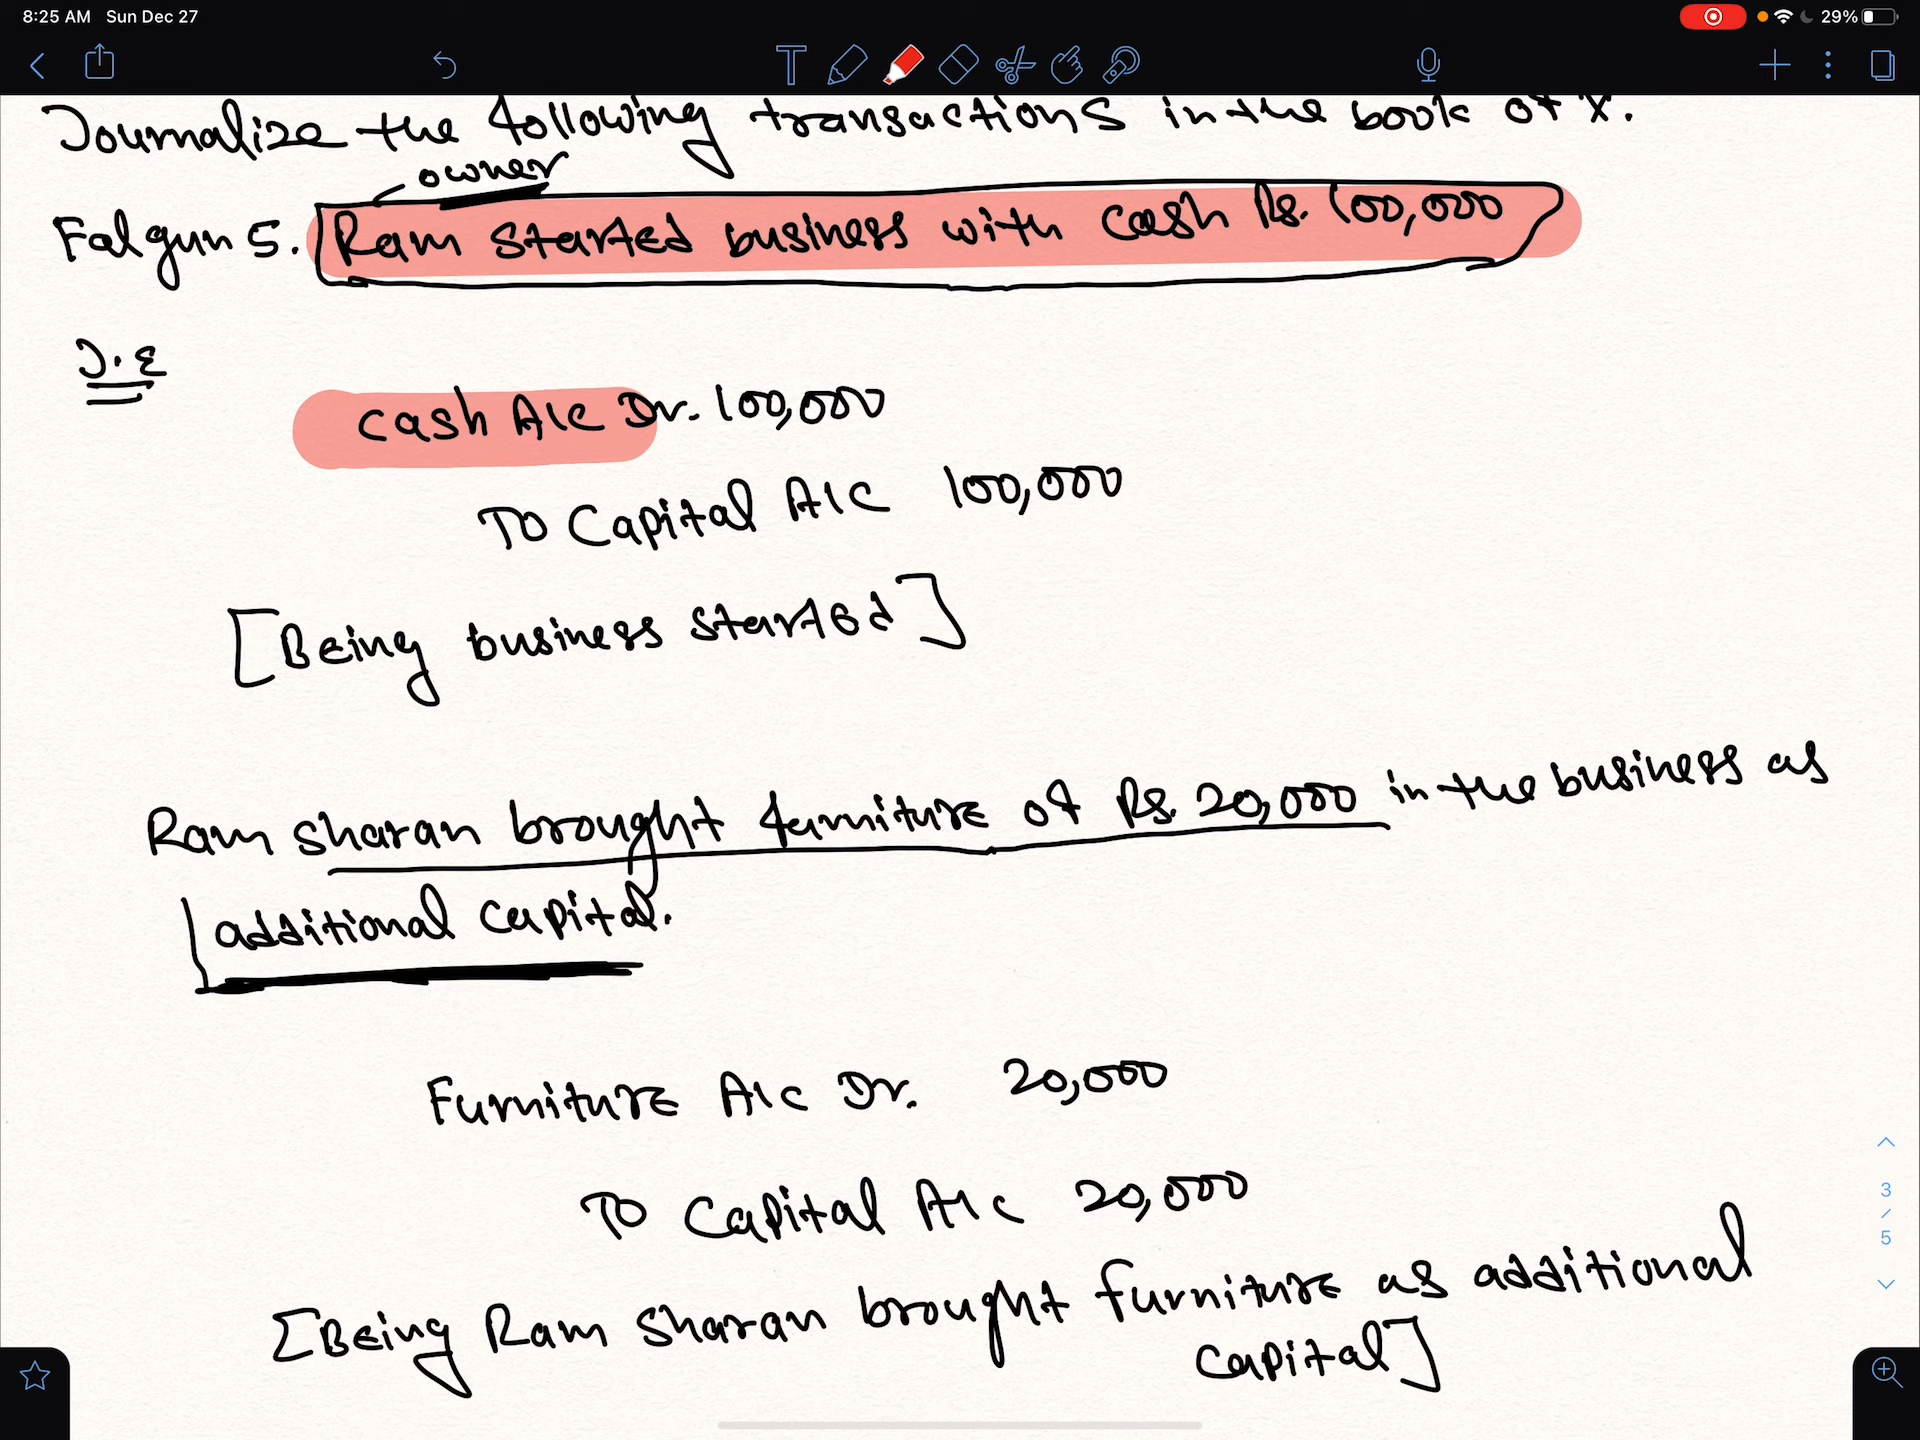 8:25 AM Sun Dec 27
29%
Journalize the following transactions in the book of X.
owner
Falgun 5. Ram started business with cash Rs. 100,000
J.E
Cash A/C Dr. 100,000
To Capital A/C 100,000
[Being business started]
Ram sharan brought furniture of Rs. 20,000 in the business as
additional capital.
Furniture A/c Dr. 20,000
To Capital A/c 20,000
[Being Ram sharan brought furniture as additional
capital]
3
/
5